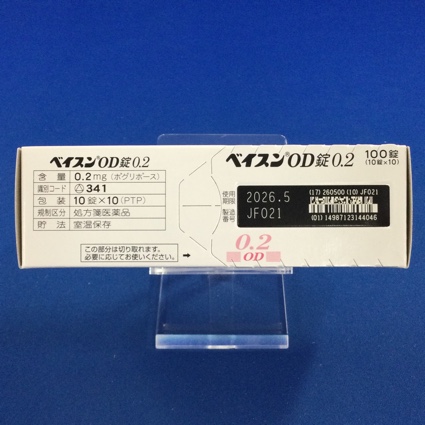 ベイスン®OD錠0.2
含量 0.2mg(ボグリボース)
識別コード 341
包装 10錠×10(PTP)
規制区分 処方箋医薬品
貯法 室温保存
この部分は切り取れます。
必要に応じてお使いください。
→
ベイスン®OD錠0.2 100錠
(10錠×10)
使用期限 2026.5
製造番号 JF021
(17) 260500 (10) JF021
(01) 14987123144046
0.2
OD